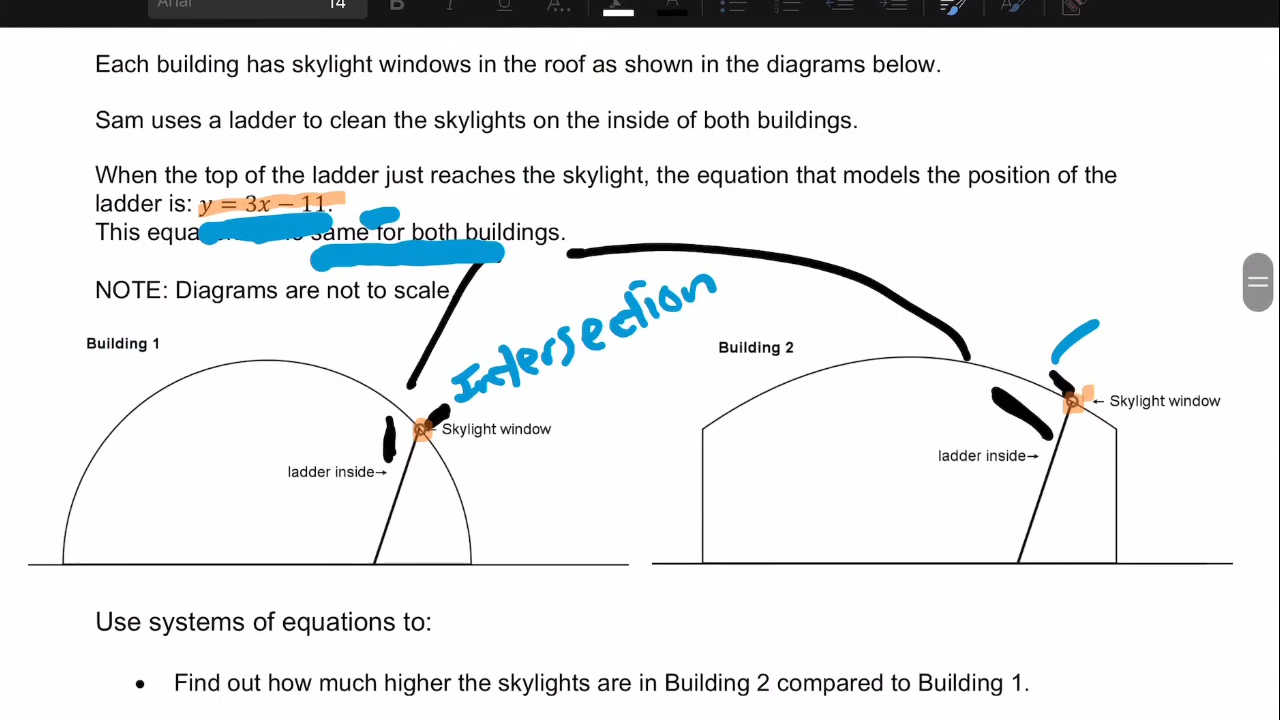 Arial 14 B I U A..
Each building has skylight windows in the roof as shown in the diagrams below.
Sam uses a ladder to clean the skylights on the inside of both buildings.
When the top of the ladder just reaches the skylight, the equation that models the position of the
ladder is: y = 3x − 11.
This equa same for both buildings.
NOTE: Diagrams are not to scale
Intersection
Building 1
Building 2
←Skylight window
← Skylight window
ladder inside→
ladder inside→
Use systems of equations to:
• Find out how much higher the skylights are in Building 2 compared to Building 1.